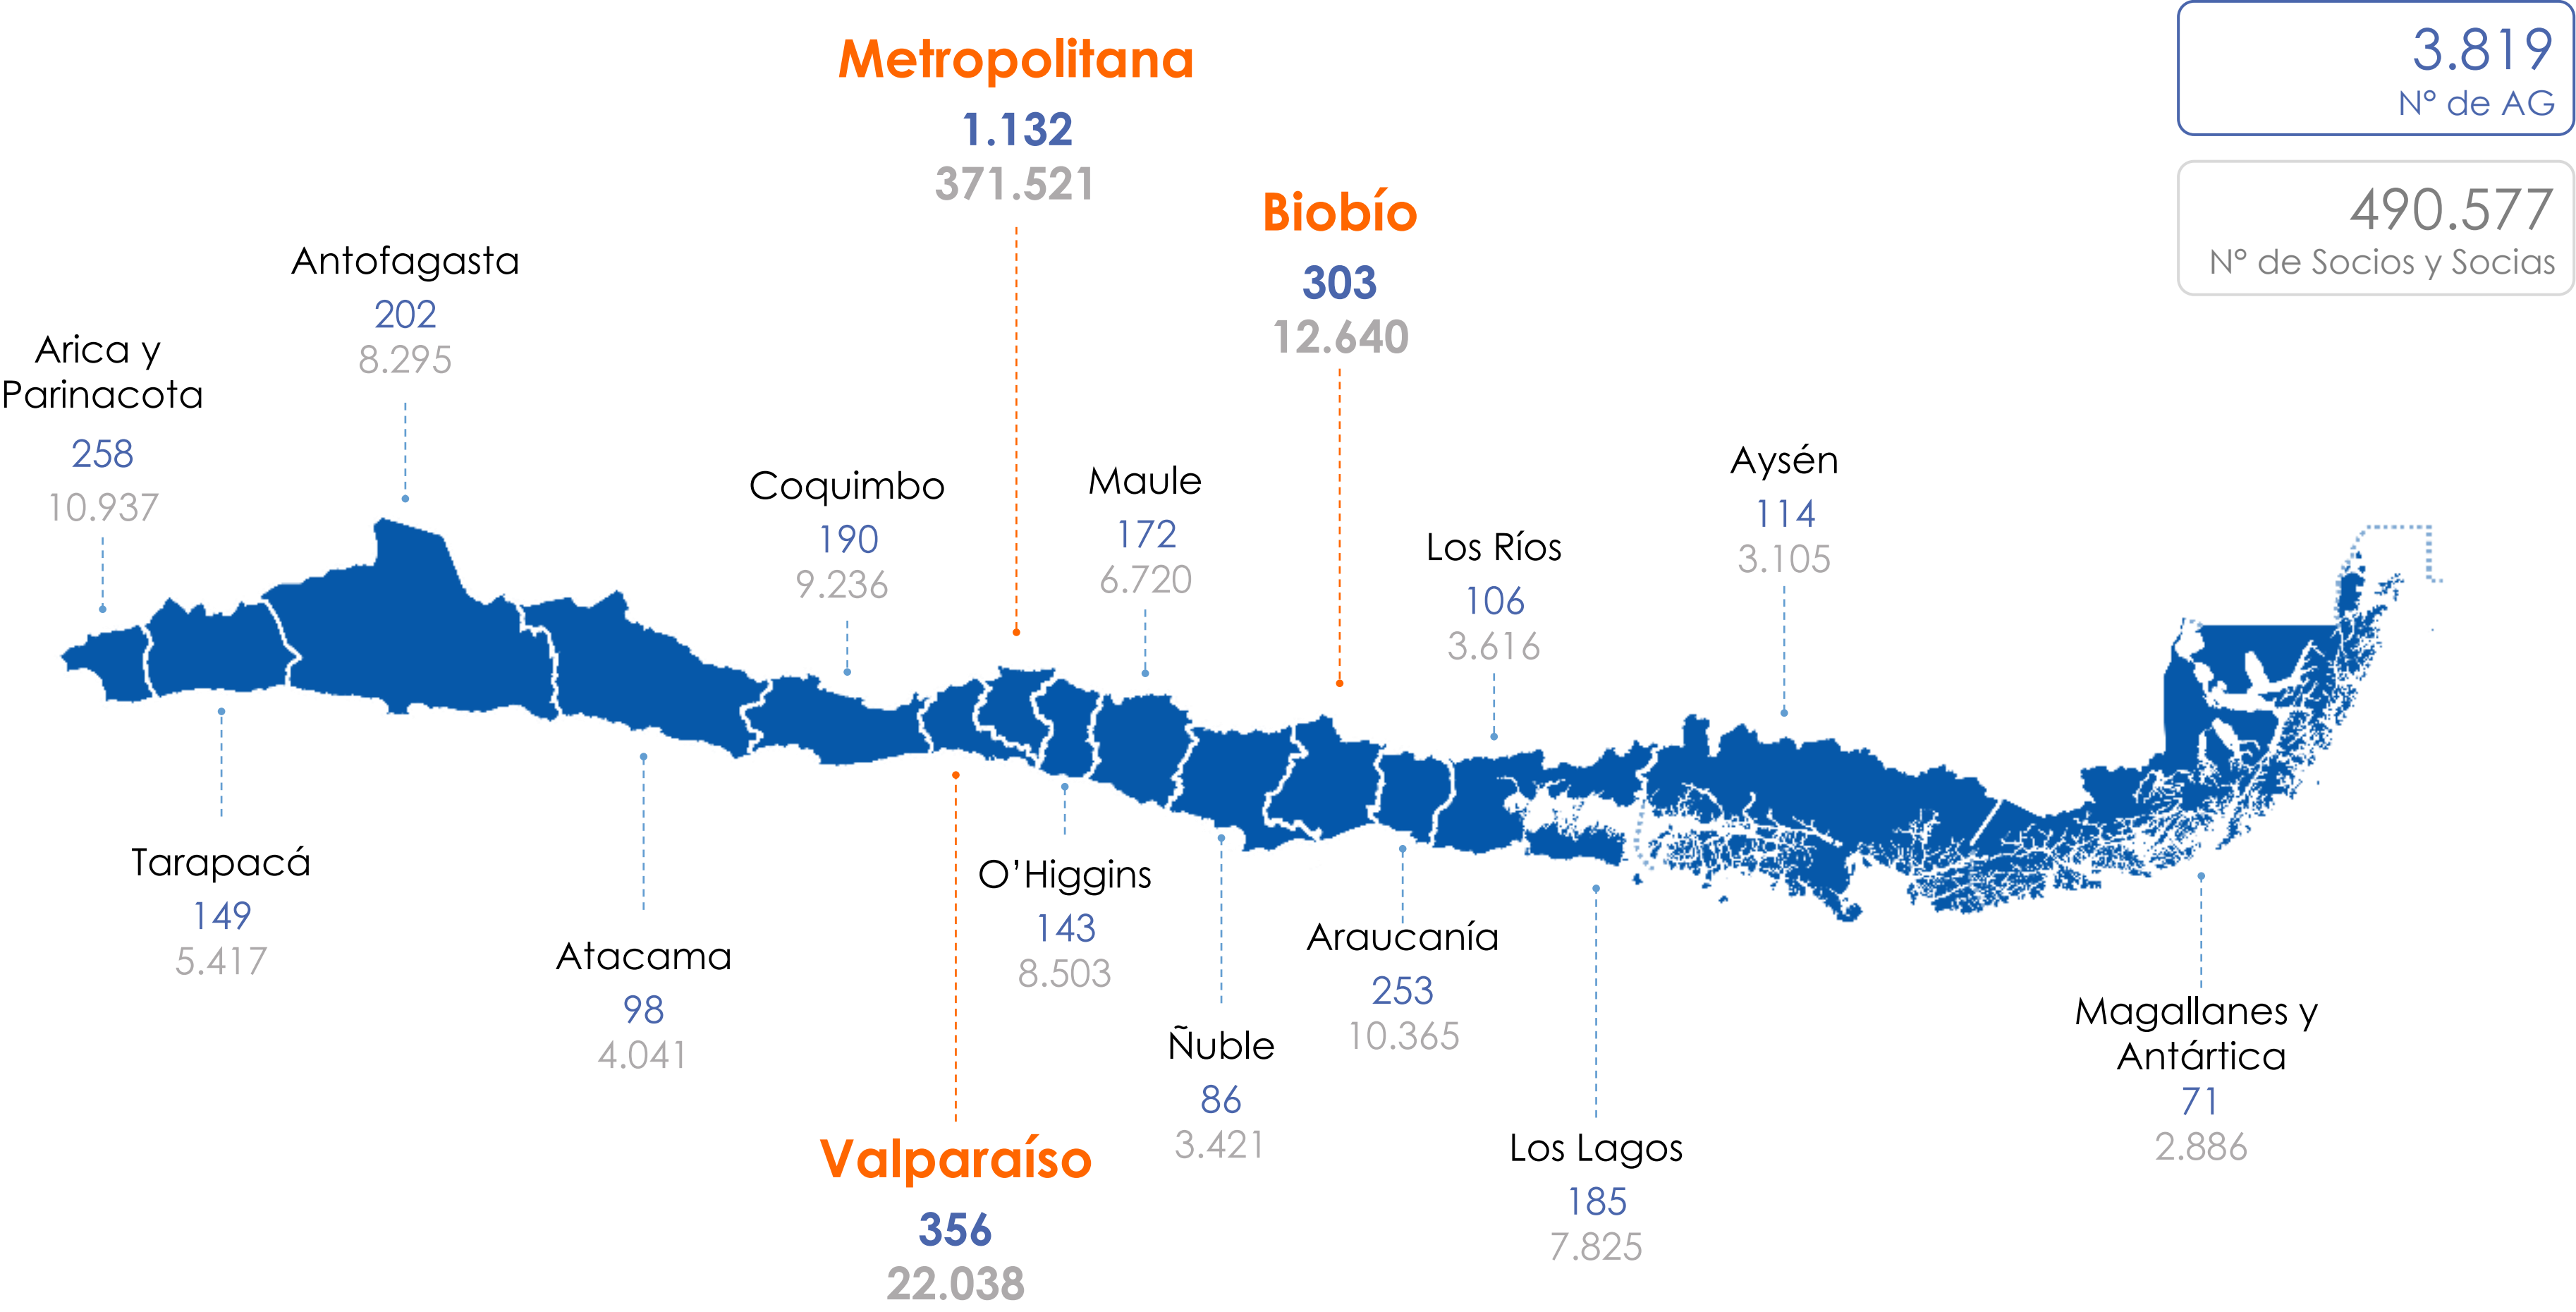 Metropolitana
1.132
371.521
3.819
N° de AG
490.577
N° de Socios y Socias
Biobío
303
12.640
Antofagasta
202
8.295
Arica y
Parinacota
258
10.937
Coquimbo
190
9.236
Maule
172
6.720
Los Ríos
106
3.616
Aysén
114
3.105
Tarapacá
149
5.417
Atacama
98
4.041
Valparaíso
356
22.038
O’Higgins
143
8.503
Ñuble
86
3.421
Araucanía
253
10.365
Los Lagos
185
7.825
Magallanes y
Antártica
71
2.886